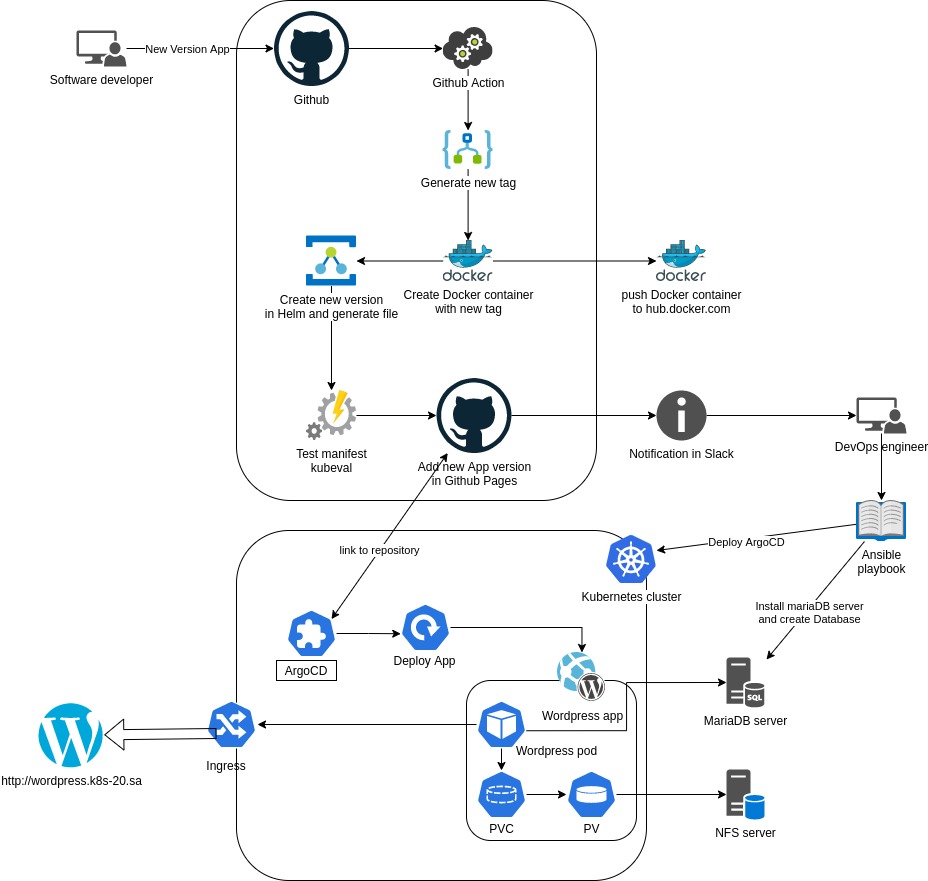 New Version App
Software developer
Github
Github Action
Generate new tag
docker
docker
Create new version
in Helm and generate file
Create Docker container
with new tag
push Docker container
to hub.docker.com
Test manifest
kubeval
Add new App version
in Github Pages
Notification in Slack
DevOps engineer
link to repository
Deploy ArgoCD
Ansible
playbook
Kubernetes cluster
Install mariaDB server
and create Database
ArgoCD
Deploy App
SQL
Wordpress app
MariaDB server
Wordpress pod
Ingress
http://wordpress.k8s-20.sa
PVC
PV
NFS server